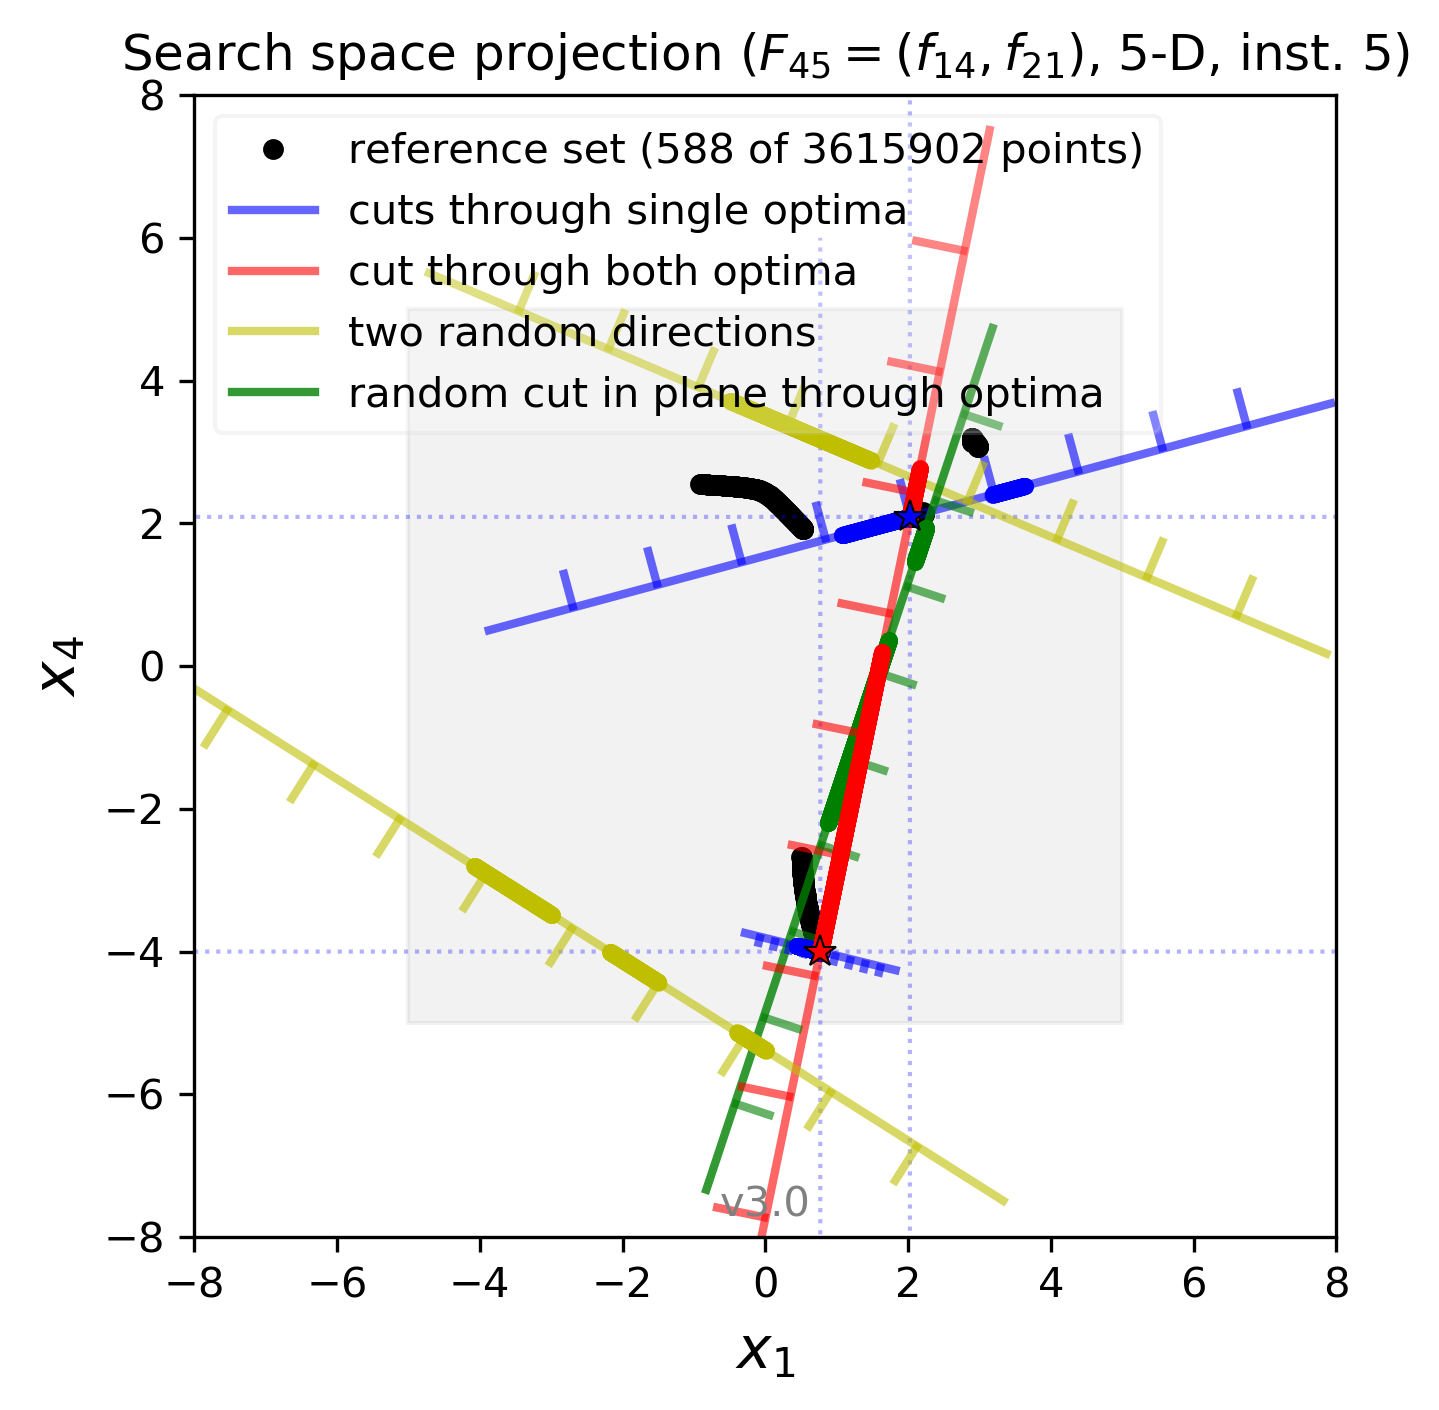 Search space projection (F₄₅ = (f₁₄, f₂₁), 5-D, inst. 5)
8
reference set (588 of 3615902 points)
cuts through single optima
6
cut through both optima
two random directions
4
random cut in plane through optima
2
x₄
0
−2
−4
−6
v3.0
−8
−8 −6 −4 −2 0 2 4 6 8
x₁